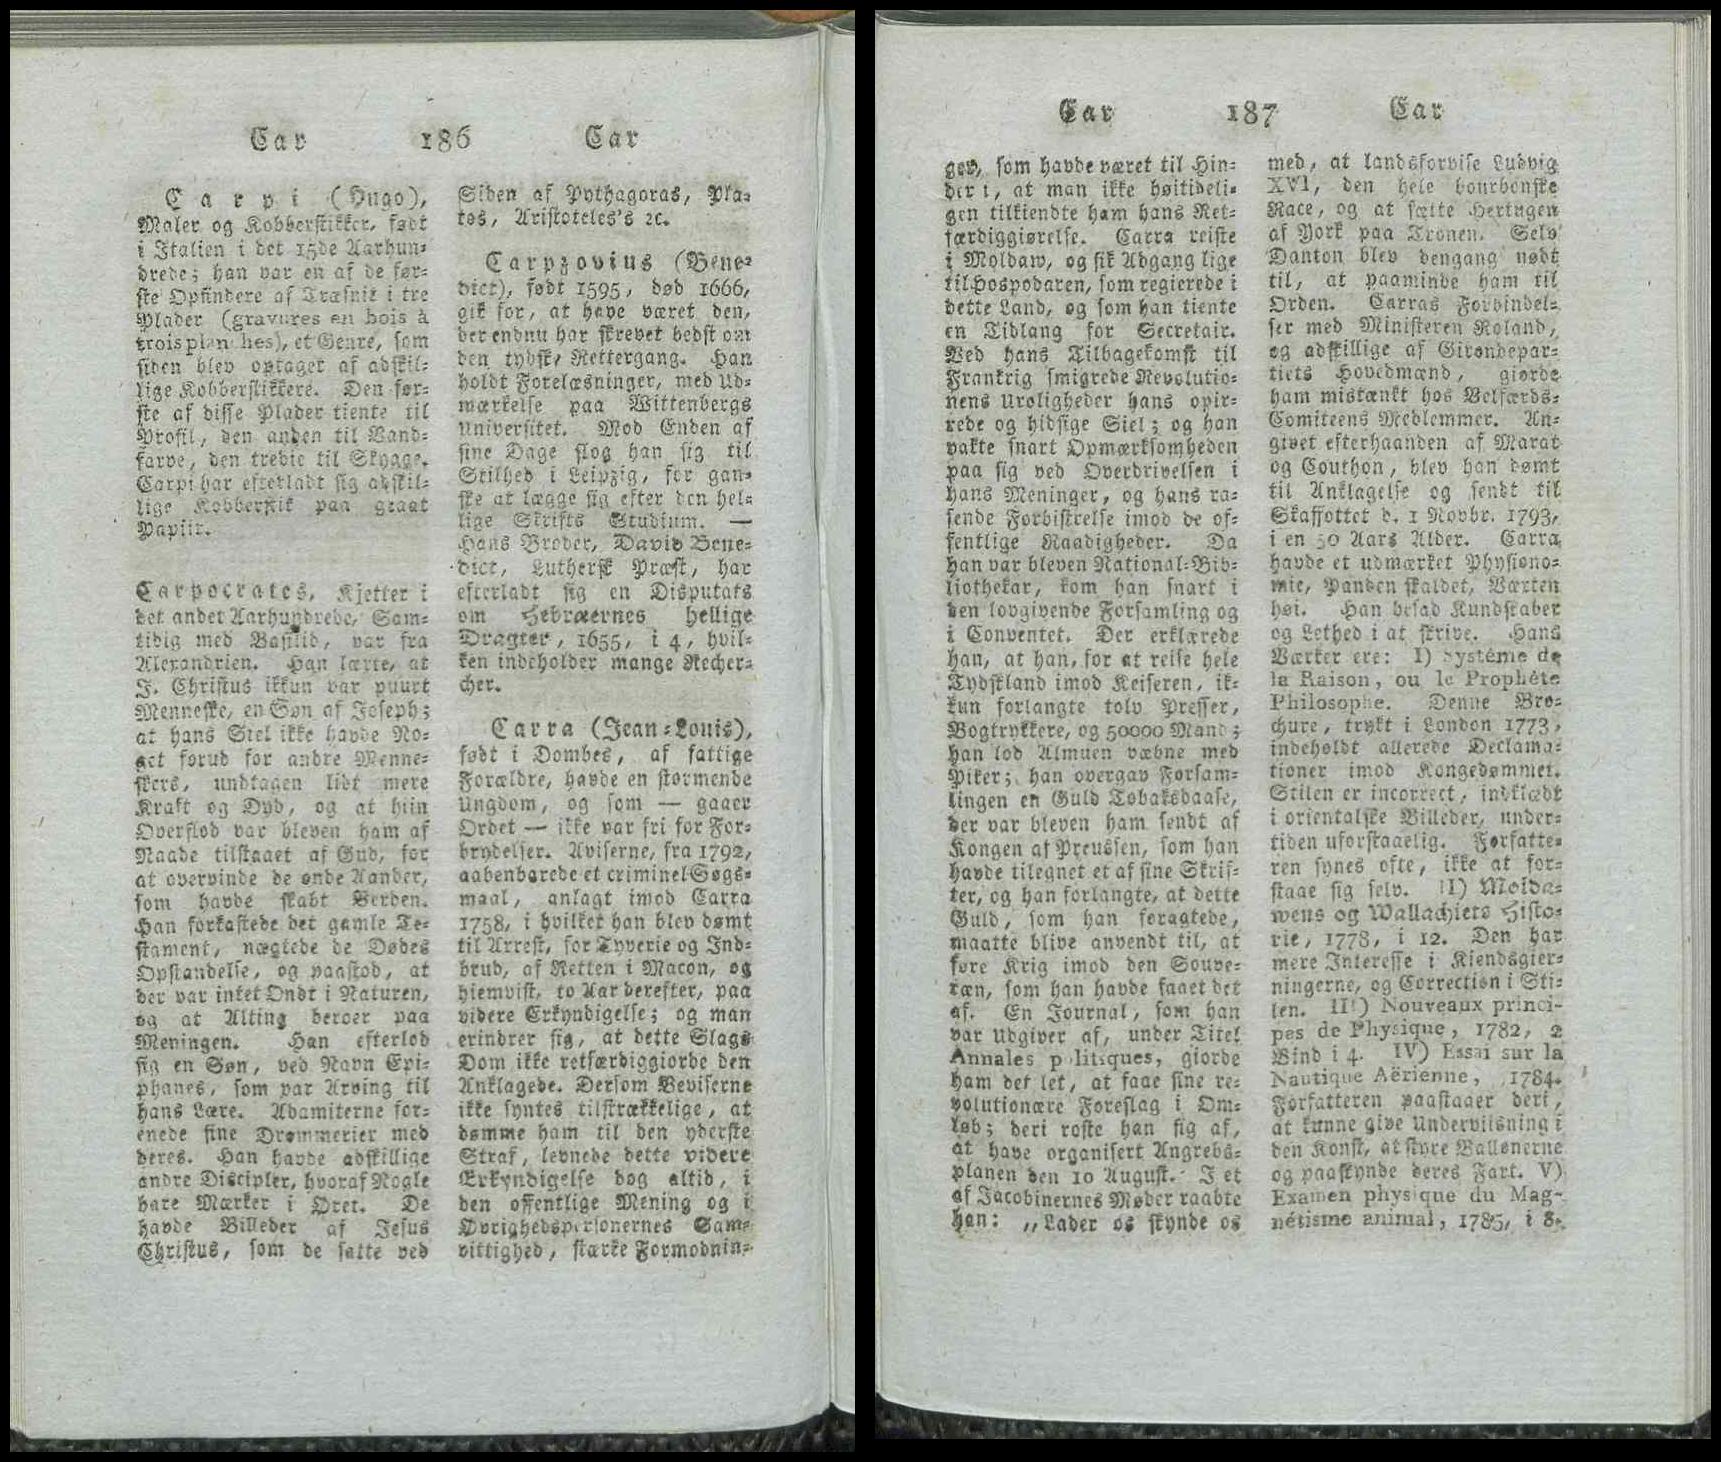 Car 186 Car
Carpi (Hugo),
Maler og Kobberstikker, født
i Italien i det 15de Aarhun-
drede; han var en af de før-
ste Opfindere af Træsnit i tre
Plader (gravures en bois à
trois planches), et Genre, som
siden blev optaget af adskil-
lige Kobberstikkere. Den før-
ste af disse Plader tiente til
Profil, den anden til Vand-
farve, den tredie til Skygge.
Carpi har efterladt sig adskil-
lige Kobberstik paa graat
Papiir.
Carpocrates, Kjetter i
det andet Aarhundrede, Sam-
tidig med Basilid, var fra
Alexandrien. Han lærte, at
J. Christus ikkun var puurt
Menneske, en Søn af Joseph;
at hans Siel ikke havde No-
get forud for andre Menne-
skers, undtagen lidt mere
Kraft og Dyd, og at hiin
Overflod var bleven ham af
Naade tilstaaet af Gud, for
at overvinde de onde Aander,
som havde skabt Verden.
Han forkastede det gamle Te-
stament, nægtede de Dødes
Opstandelse, og paastod, at
der var intet Ondt i Naturen,
og at Alting beroer paa
Meningen. Han efterlod
sig en Søn, ved Navn Epi-
phanes, som var Arving til
hans Lære. Adamiterne for-
enede sine Drømmerier med
deres. Han havde adskillige
andre Discipler, hvoraf Nogle
bare Mærker i Øret. De
havde Billeder af Jesus
Christus, som de satte ved
Siden af Pythagoras, Pla-
tos, Aristoteles's ꝛc.
Carpzovius (Bene-
dict), født 1595, død 1666,
gik for, at have været den,
der endnu har skrevet bedst om
den tydske Rettergang. Han
holdt Forelæsninger, med Ud-
mærkelse paa Wittenbergs
Universitet. Mod Enden af
sine Dage slog han sig til
Stilhed i Leipzig, for gan-
ske at lægge sig efter den hel-
lige Skrifts Studium. —
Hans Broder, David Bene-
dict, Luthersk Præst, har
efterladt sig en Disputats
om Hebræernes hellige
Dragter, 1655, i 4, hvil-
ken indeholder mange Recher-
cher.
Carra (Jean-Louis),
født i Dombes, af fattige
Forældre, havde en stormende
Ungdom, og som — gaaer
Ordet — ikke var fri for For-
brydelser. Aviserne, fra 1792,
aabenbarede et criminel Søgs-
maal, anlagt imod Carra
1758, i hvilket han blev dømt
til Arrest, for Tyverie og Ind-
brud, af Retten i Macon, og
hiemvist, to Aar derefter, paa
videre Erkyndigelse; og man
erindrer sig, at dette Slags
Dom ikke retfærdiggiorde den
Anklagede. Dersom Beviserne
ikke syntes tilstrækkelige, at
dømme ham til den yderste
Straf, levnede dette videre
Erkyndigelse dog altid, i
den offentlige Mening og i
Øvrighedspersonernes Sam-
vittighed, stærke Formodnin-
Car 187 Car
ger, som havde været til Hin-
der i, at man ikke høitideli-
gen tilkiendte ham hans Ret-
færdiggiørelse. Carra reiste
i Moldaw, og fik Adgang lige
til Hospodaren, som regierede i
dette Land, og som han tiente
en Tidlang for Secretair.
Ved hans Tilbagekomst til
Frankrig smigrede Revolutio-
nens Uroligheder hans opir-
rede og hidsige Siel; og han
vakte snart Opmærksomheden
paa sig ved Overdrivelsen i
hans Meninger, og hans ra-
sende Forbistrelse imod de of-
fentlige Raadigheder. Da
han var bleven National-Bib-
liothekar, kom han snart i
den lovgivende Forsamling og
i Conventet. Der erklærede
han, at han, for at reise hele
Tydskland imod Keiseren, ik-
kun forlangte tolv Presser,
Bogtrykkere, og 50000 Mand;
han lod Almuen væbne med
Piker; han overgav Forsam-
lingen en Guld Tobaksdaase,
der var bleven ham sendt af
Kongen af Preussen, som han
havde tilegnet et af sine Skrif-
ter, og han forlangte, at dette
Guld, som han foragtede,
maatte blive anvendt til, at
føre Krig imod den Souve-
ræn, som han havde faaet det
af. En Journal, som han
var Udgiver af, under Titel
Annales politiques, giorde
ham det let, at faae sine re-
volutionære Foreslag i Om-
løb; deri roste han sig af,
at have organisert Angrebs-
planen den 10 August. I et
af Jacobinernes Møder raabte
han: „Lader os skynde os
med, at landsforvise Ludvig
XVI, den hele bourbonske
Race, og at sætte Hertugen
af York paa Tronen. Selv
Danton blev dengang nødt
til, at paaminde ham til
Orden. Carras Forbindel-
ser med Ministeren Roland,
og adskillige af Girondepar-
tiets Hovedmænd, giorde
ham mistænkt hos Velfærds-
Comiteens Medlemmer. An-
givet efterhaanden af Marat
og Couthon, blev han dømt
til Anklagelse og sendt til
Skaffottet d. 1 Novbr. 1793,
i en 50 Aars Alder. Carra
havde et udmærket Physiono-
mie, Panden skaldet, Værten
høi. Han besad Kundskaber
og Lethed i at skrive. Hans
Værker ere: I) Systéme de
la Raison, ou le Prophéte
Philosophe. Denne Bro-
chure, trykt i London 1773,
indeholdt allerede Declama-
tioner imod Kongedømmet.
Stilen er incorrect, indklædt
i orientalske Billeder, under-
tiden uforstaaelig. Forfatte-
ren synes ofte, ikke at for-
staae sig selv. II) Molda-
wens og Wallachiets Histo-
rie, 1778, i 12. Den har
mere Interesse i Kiendsgier-
ningerne, og Correction i Sti-
len. III) Nouveaux princi-
pes de Physique, 1782, 2
Bind i 4. IV) Essai sur la
Nautique Aërienne, 1784.
Forfatteren paastaaer deri,
at kunne give Underviisning i
den Konst, at styre Ballonerne
og paaskynde deres Fart. V)
Examen physique du Mag-
nétisme animal, 1785, i 8.